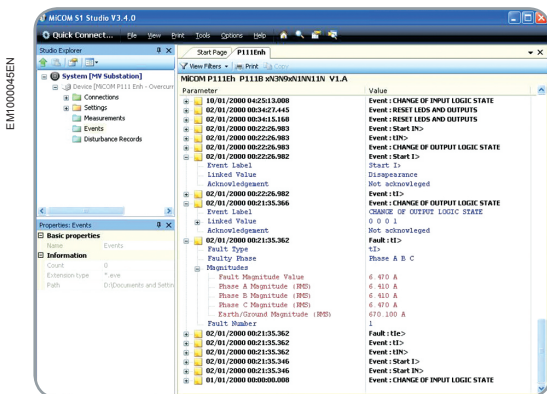 EM1000045EN
MiCOM S1 Studio V3.4.0
Quick Connect... File View Print Tools Options Help
Studio Explorer
System [MV Substation]
Device [MiCOM P111 Enh - Overcurr
Connections
Settings
Measurements
Events
Disturbance Records
Properties: Events
Basic properties
Name Events
Information
Count 0
Extension type *.eve
Path D:\Documents and Settin
Start Page P111Enh
View Filters Print Copy
MiCOM P111Eh P111B xN3N9xN1NN11N V1.A
Parameter Value
10/01/2000 04:25:13.008 Event : CHANGE OF INPUT LOGIC STATE
02/01/2000 00:34:27.445 Event : RESET LEDS AND OUTPUTS
02/01/2000 00:34:15.168 Event : RESET LEDS AND OUTPUTS
02/01/2000 00:22:26.983 Event : Start IN>
02/01/2000 00:22:26.983 Event : tIN>
02/01/2000 00:22:26.983 Event : CHANGE OF OUTPUT LOGIC STATE
02/01/2000 00:22:26.982 Event : Start I>
Event Label Start I>
Linked Value Disapearance
Acknowledgement Not acknowleged
02/01/2000 00:22:26.982 Event : tI>
02/01/2000 00:21:35.366 Event : CHANGE OF OUTPUT LOGIC STATE
Event Label CHANGE OF OUTPUT LOGIC STATE
Linked Value 0 0 0 1
Acknowledgement Not acknowleged
02/01/2000 00:21:35.362 Fault : tI>
Fault Type tI>
Faulty Phase Phase A B C
Magnitudes
Fault Magnitude Value 6.470 A
Phase A Magnitude (RMS) 6.410 A
Phase B Magnitude (RMS) 6.410 A
Phase C Magnitude (RMS) 6.470 A
Earth/Ground Magnitude (RMS) 670.100 A
Fault Number 1
02/01/2000 00:21:35.362 Fault : tIe>
02/01/2000 00:21:35.362 Event : tI>
02/01/2000 00:21:35.362 Event : tIN>
02/01/2000 00:21:35.346 Event : Start I>
02/01/2000 00:21:35.346 Event : Start IN>
01/01/2000 00:00:00.008 Event : CHANGE OF INPUT LOGIC STATE